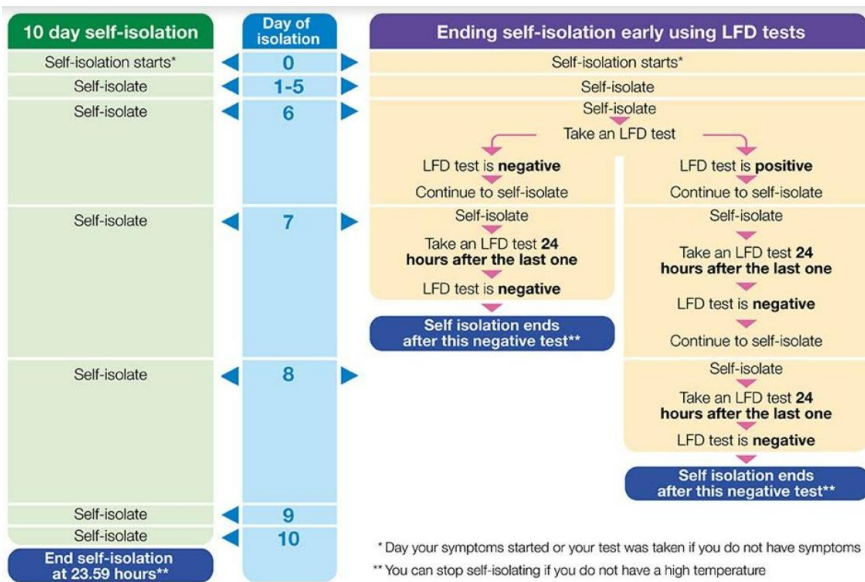 10 day self-isolation
Day of
isolation
Ending self-isolation early using LFD tests
Self-isolation starts*
0
Self-isolation starts*
Self-isolate
1-5
Self-isolate
Self-isolate
6
Self-isolate
Take an LFD test
LFD test is negative
Continue to self-isolate
LFD test is positive
Continue to self-isolate
Self-isolate
7
Self-isolate
Take an LFD test 24
hours after the last one
LFD test is negative
Self isolation ends
after this negative test**
Self-isolate
Take an LFD test 24
hours after the last one
LFD test is negative
Continue to self-isolate
Self-isolate
8
Self-isolate
Take an LFD test 24
hours after the last one
LFD test is negative
Self isolation ends
after this negative test**
Self-isolate
9
Self-isolate
10
End self-isolation
at 23.59 hours**
* Day your symptoms started or your test was taken if you do not have symptoms
** You can stop self-isolating if you do not have a high temperature